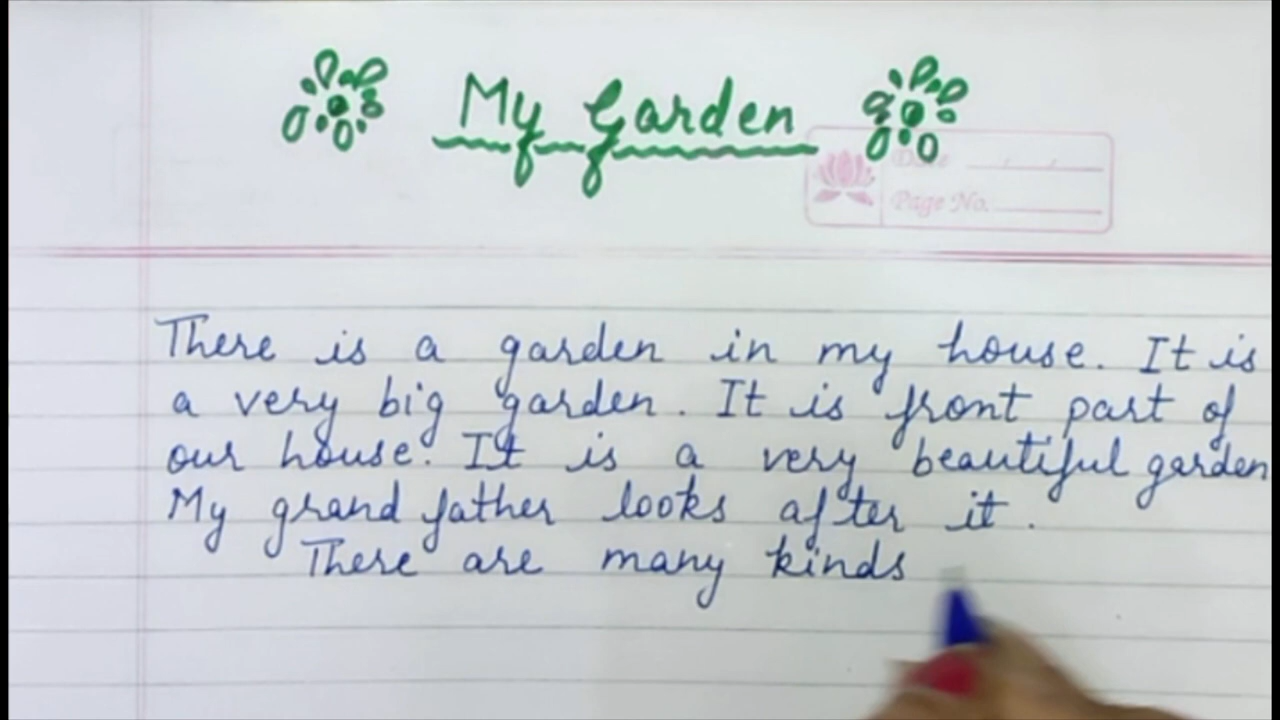 My Garden
Date / /
Page No.
There is a garden in my house. It is
a very big garden. It is front part of
our house. It is a very beautiful garden
My grand father looks after it.
There are many kinds